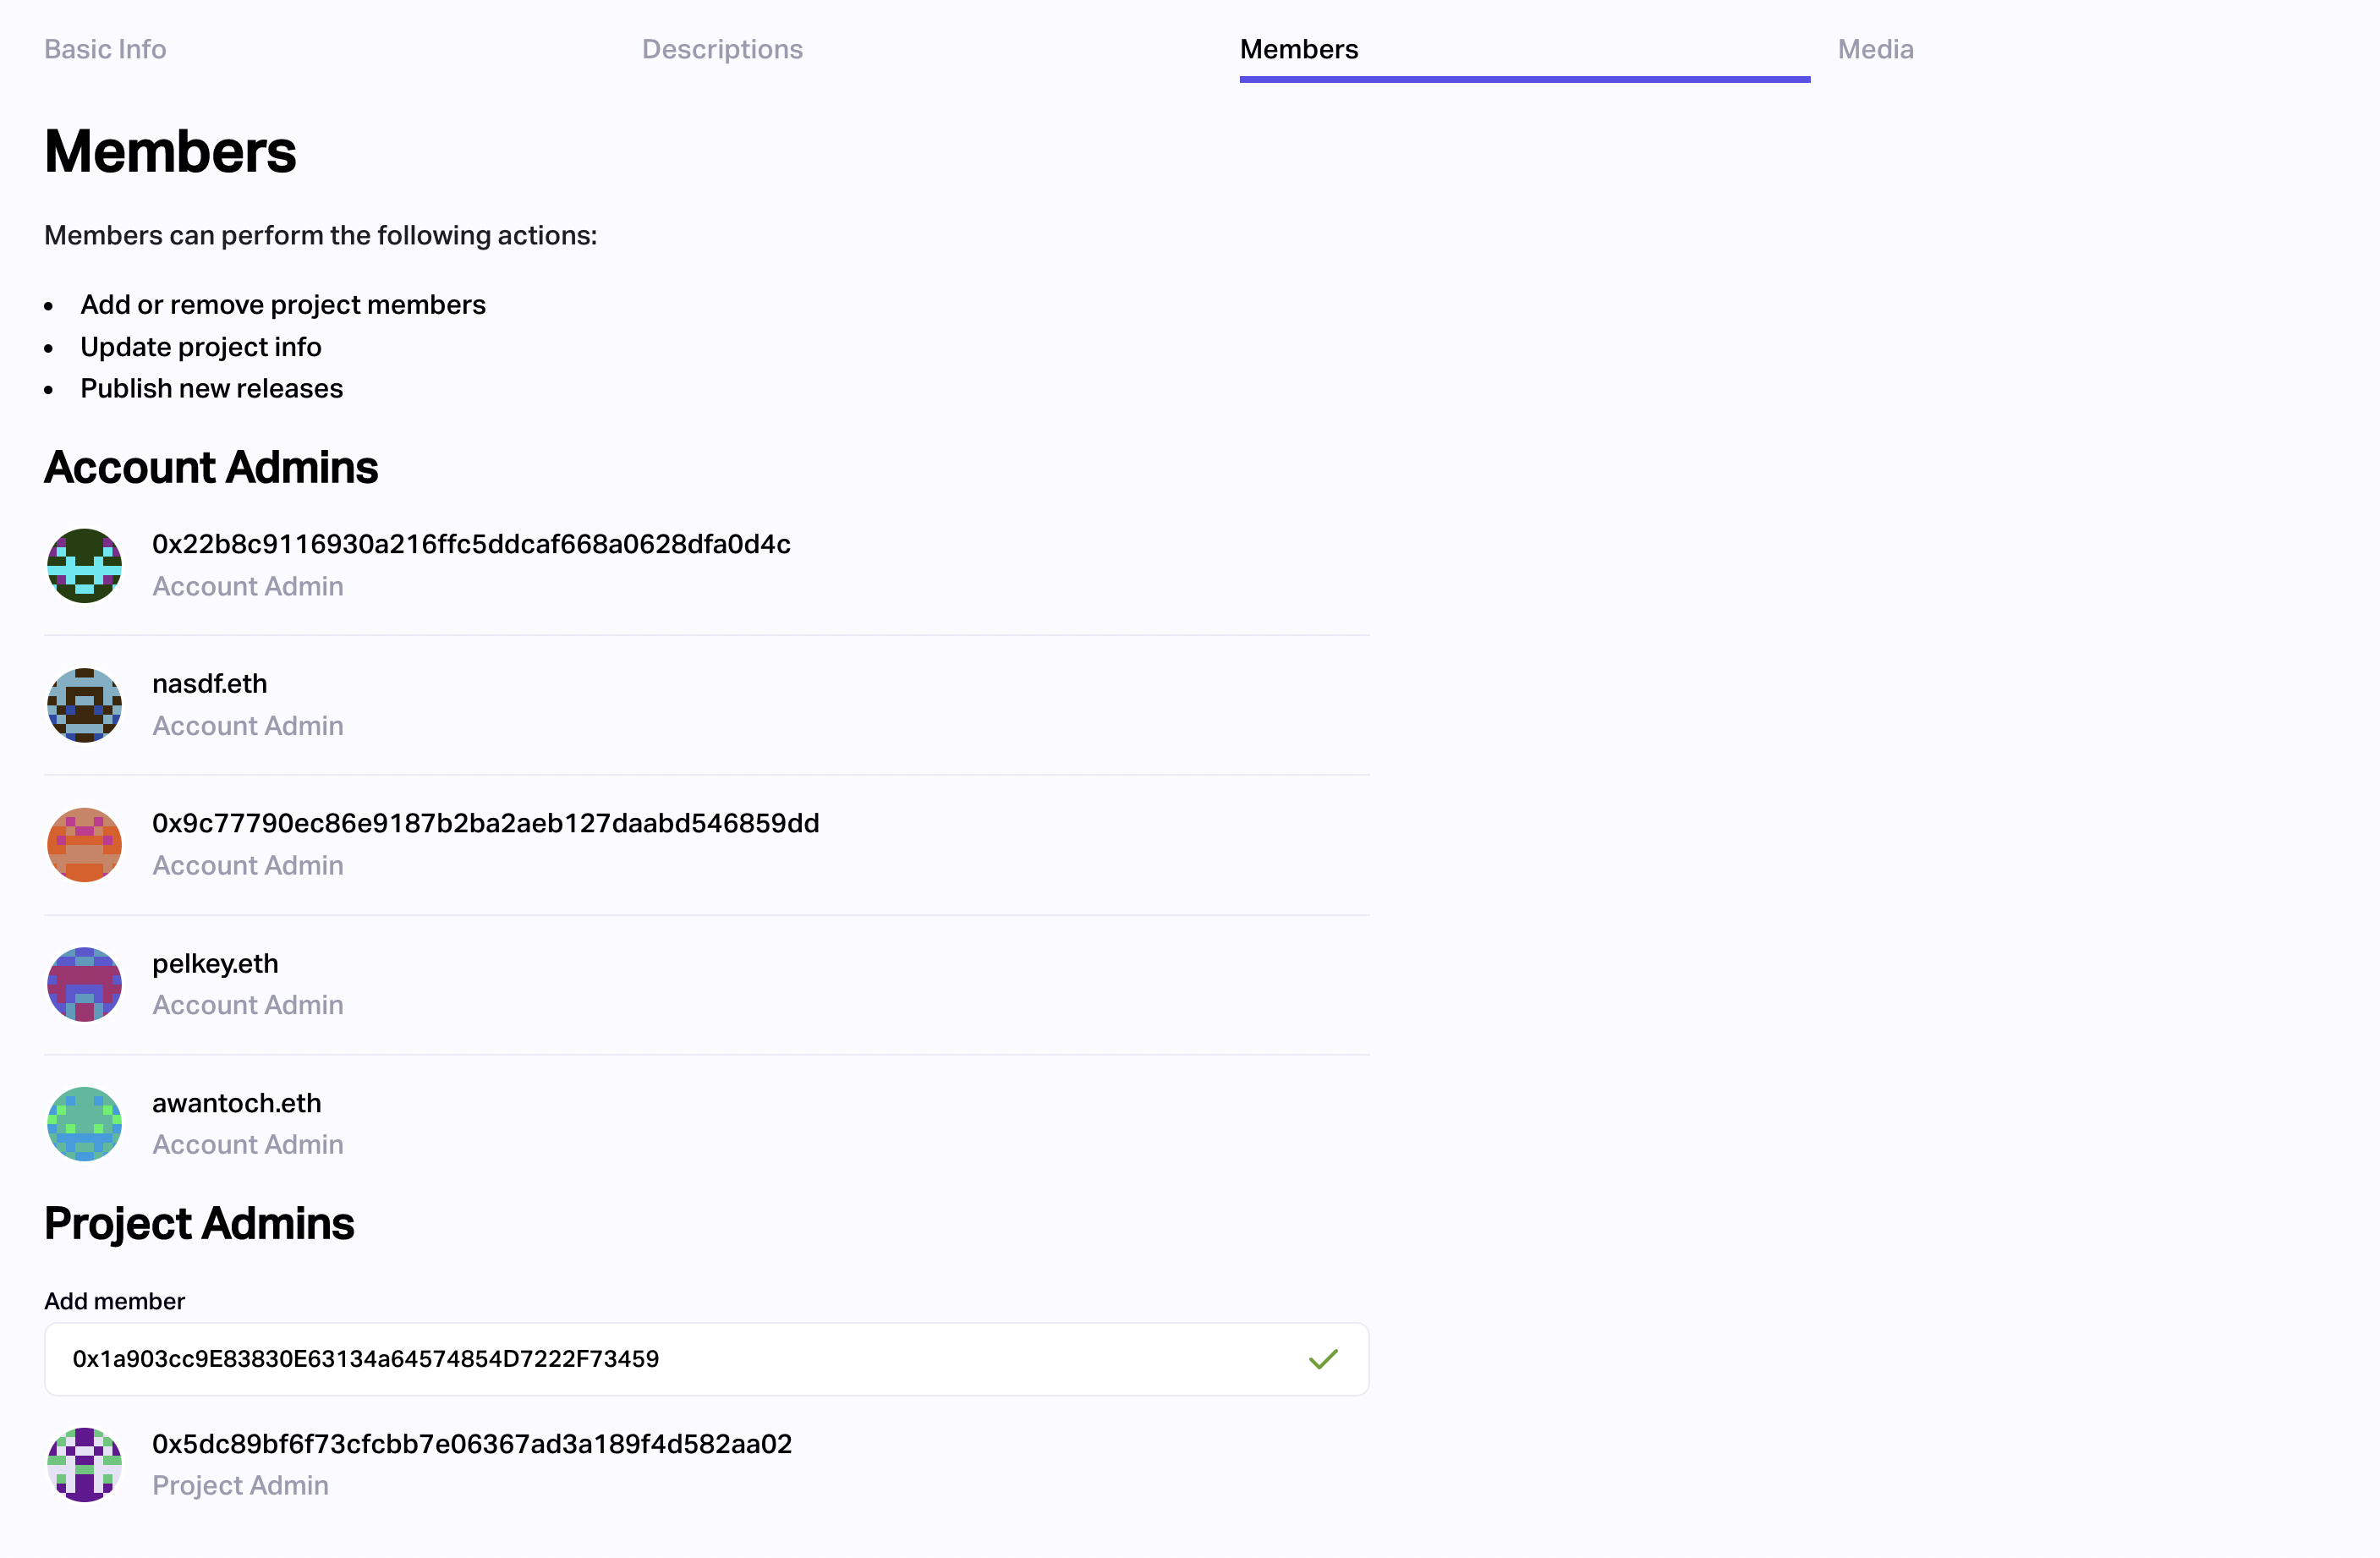 Basic Info
Descriptions
Members
Media
Members
Members can perform the following actions:
• Add or remove project members
• Update project info
• Publish new releases
Account Admins
0x22b8c9116930a216ffc5ddcaf668a0628dfa0d4c
Account Admin
nasdf.eth
Account Admin
0x9c77790ec86e9187b2ba2aeb127daabd546859dd
Account Admin
pelkey.eth
Account Admin
awantoch.eth
Account Admin
Project Admins
Add member
0x1a903cc9E83830E63134a64574854D7222F73459
0x5dc89bf6f73cfcbb7e06367ad3a189f4d582aa02
Project Admin